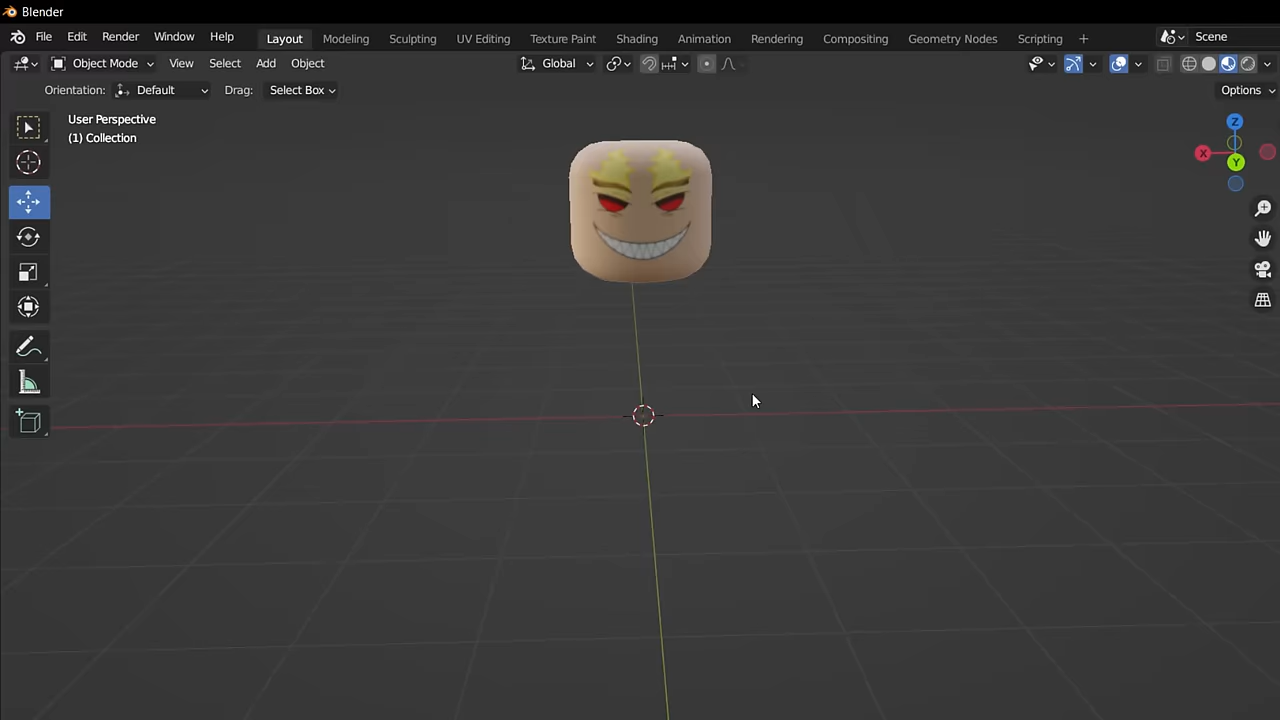 Blender
File Edit Render Window Help Layout Modeling Sculpting UV Editing Texture Paint Shading Animation Rendering Compositing Geometry Nodes Scripting + Scene
Object Mode View Select Add Object Global
Orientation: Default Drag: Select Box Options
User Perspective
(1) Collection
Z
X
Y